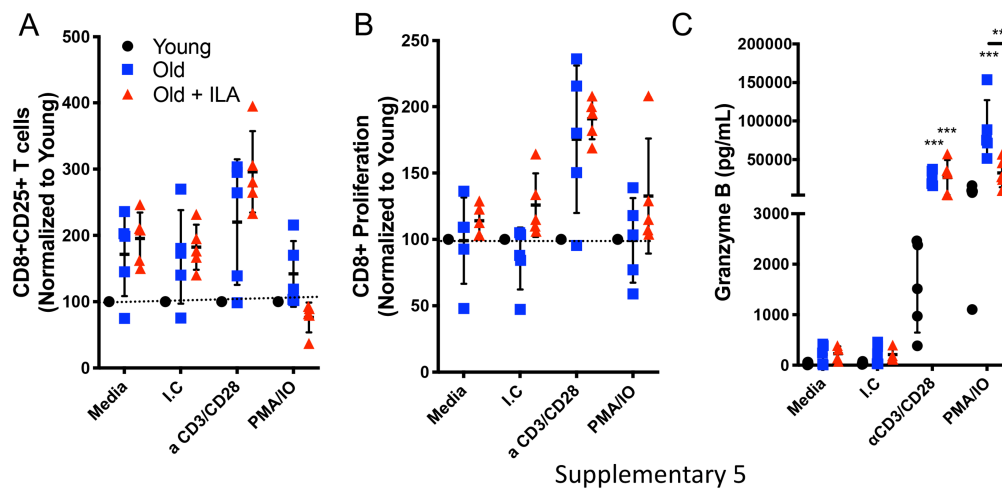 A
CD8+CD25+ T cells
(Normalized to Young)
500
400
300
200
100
0
Young
Old
Old + ILA
Media
I.C
a CD3/CD28
PMA/IO
B
CD8+ Proliferation
(Normalized to Young)
250
200
150
100
50
0
Media
I.C
a CD3/CD28
PMA/IO
C
Granzyme B (pg/mL)
200000
150000
100000
50000
3000
2000
1000
0
***
***
***
**
Media
I.C
αCD3/CD28
PMA/IO
Supplementary 5